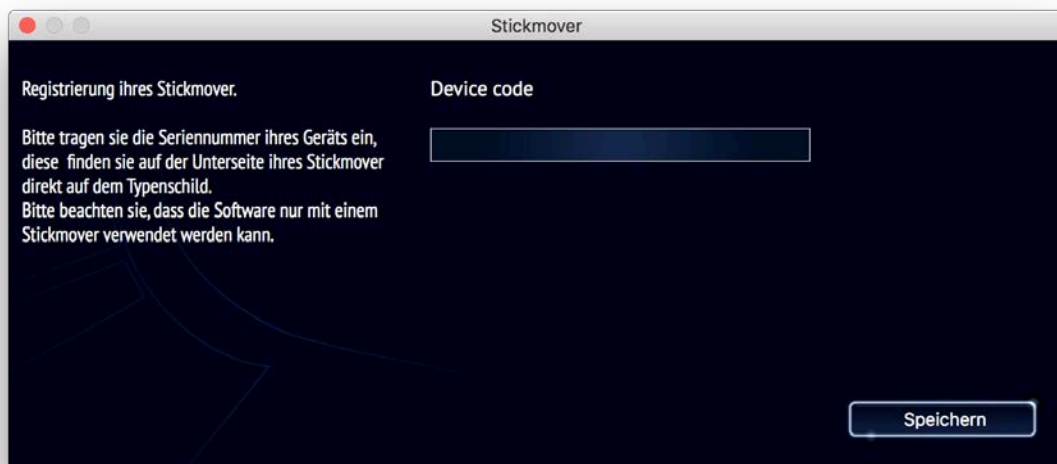 Stickmover
Registrierung ihres Stickmover.
Bitte tragen sie die Seriennummer ihres Geräts ein,
diese  finden sie auf der Unterseite ihres Stickmover
direkt auf dem Typenschild.
Bitte beachten sie, dass die Software nur mit einem
Stickmover verwendet werden kann.
Device code
Speichern